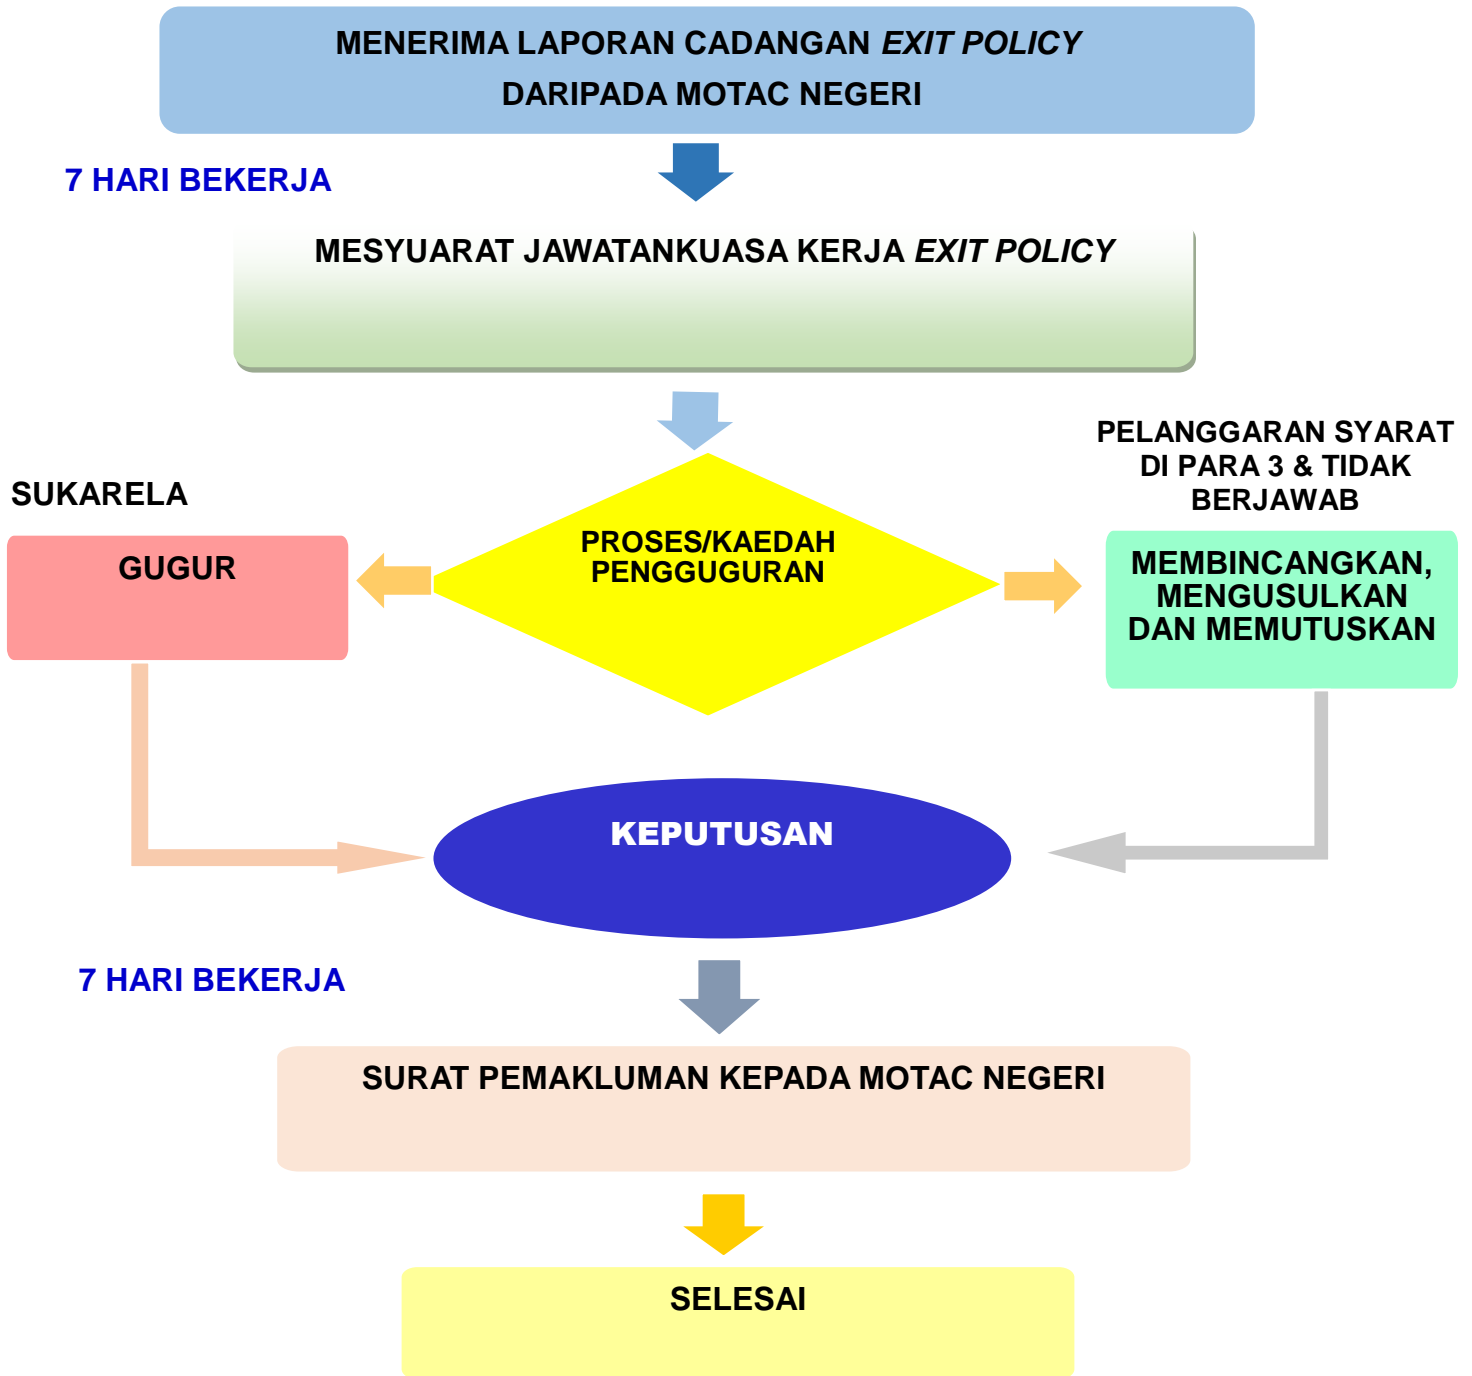 MENERIMA LAPORAN CADANGAN EXIT POLICY
DARIPADA MOTAC NEGERI
7 HARI BEKERJA
MESYUARAT JAWATANKUASA KERJA EXIT POLICY
PELANGGARAN SYARAT
DI PARA 3 & TIDAK
BERJAWAB
SUKARELA
PROSES/KAEDAH
PENGGUGURAN
GUGUR
MEMBINCANGKAN,
MENGUSULKAN
DAN MEMUTUSKAN
KEPUTUSAN
7 HARI BEKERJA
SURAT PEMAKLUMAN KEPADA MOTAC NEGERI
SELESAI